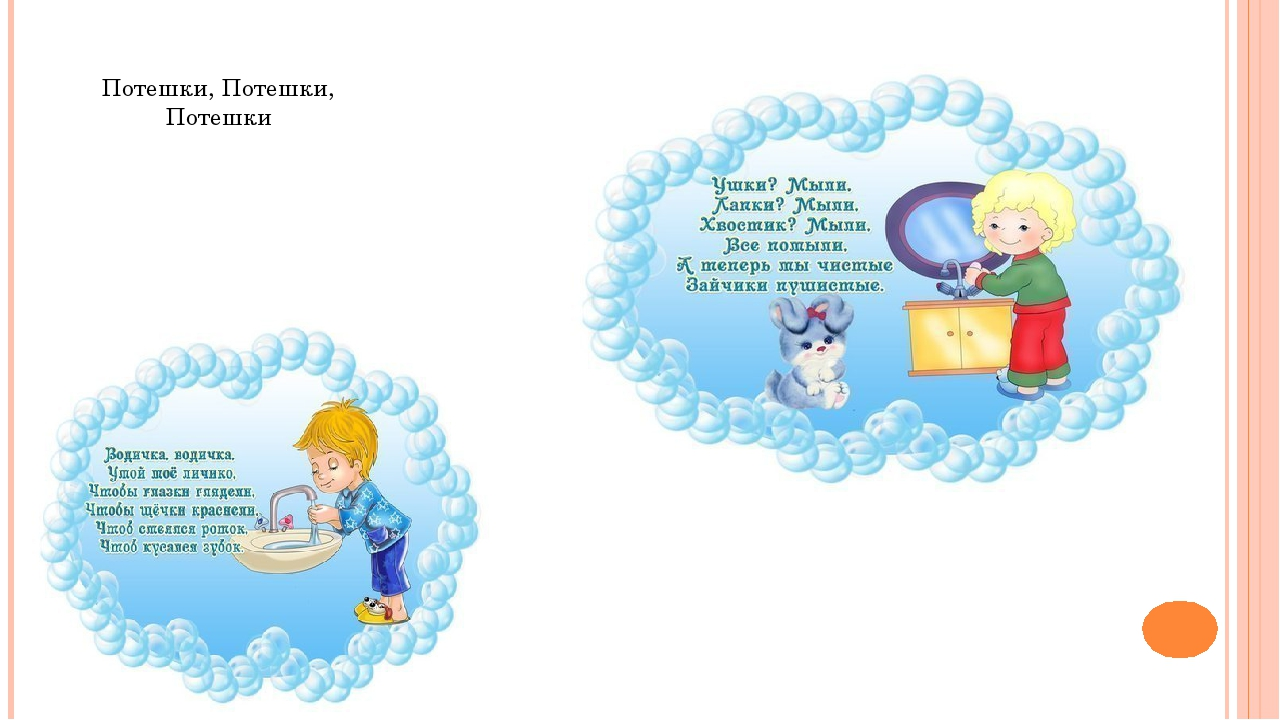 Потешки, Потешки,
Потешки
Ушки? Мыли.
Лапки? Мыли.
Хвостик? Мыли.
Все помыли.
А теперь мы чистые
Зайчики пушистые.
Водичка, водичка,
Умой моё личико,
Чтобы глазки глядели,
Чтобы щёчки краснели,
Чтоб смеялся роток,
Чтоб кусался зубок.